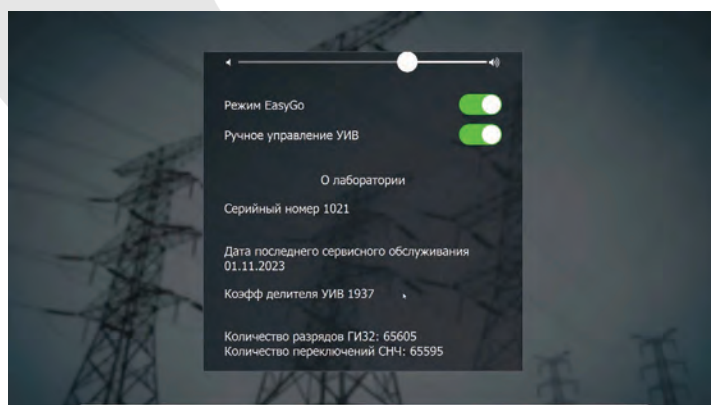 Режим EasyGo
Ручное управление УИВ
О лаборатории
Серийный номер 1021
Дата последнего сервисного обслуживания
01.11.2023
Коэфф делителя УИВ 1937
Количество разрядов ГИ32: 65605
Количество переключений СНЧ: 65595